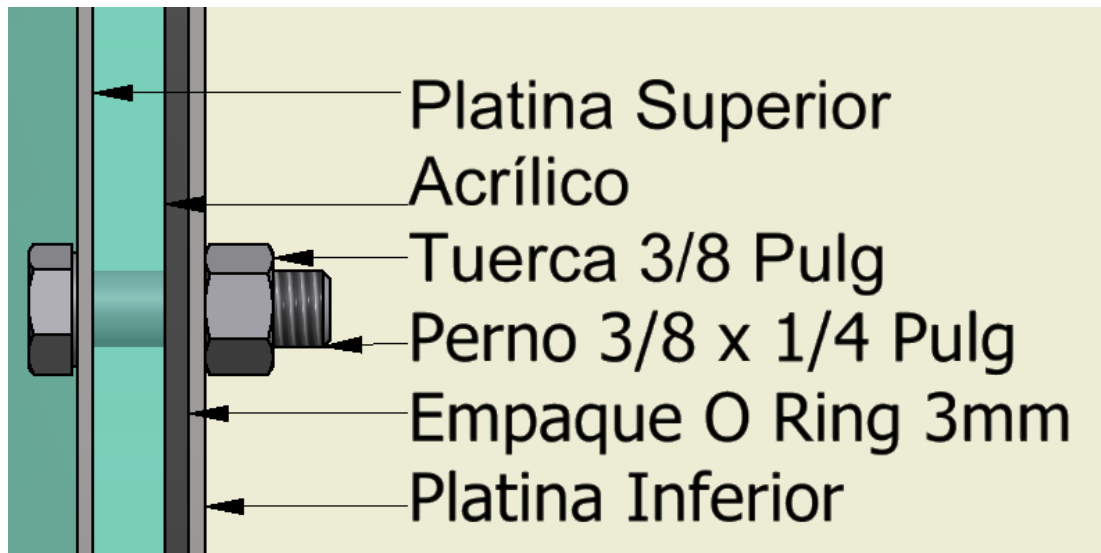 Platina Superior
Acrílico
Tuerca 3/8 Pulg
Perno 3/8 x 1/4 Pulg
Empaque O Ring 3mm
Platina Inferior